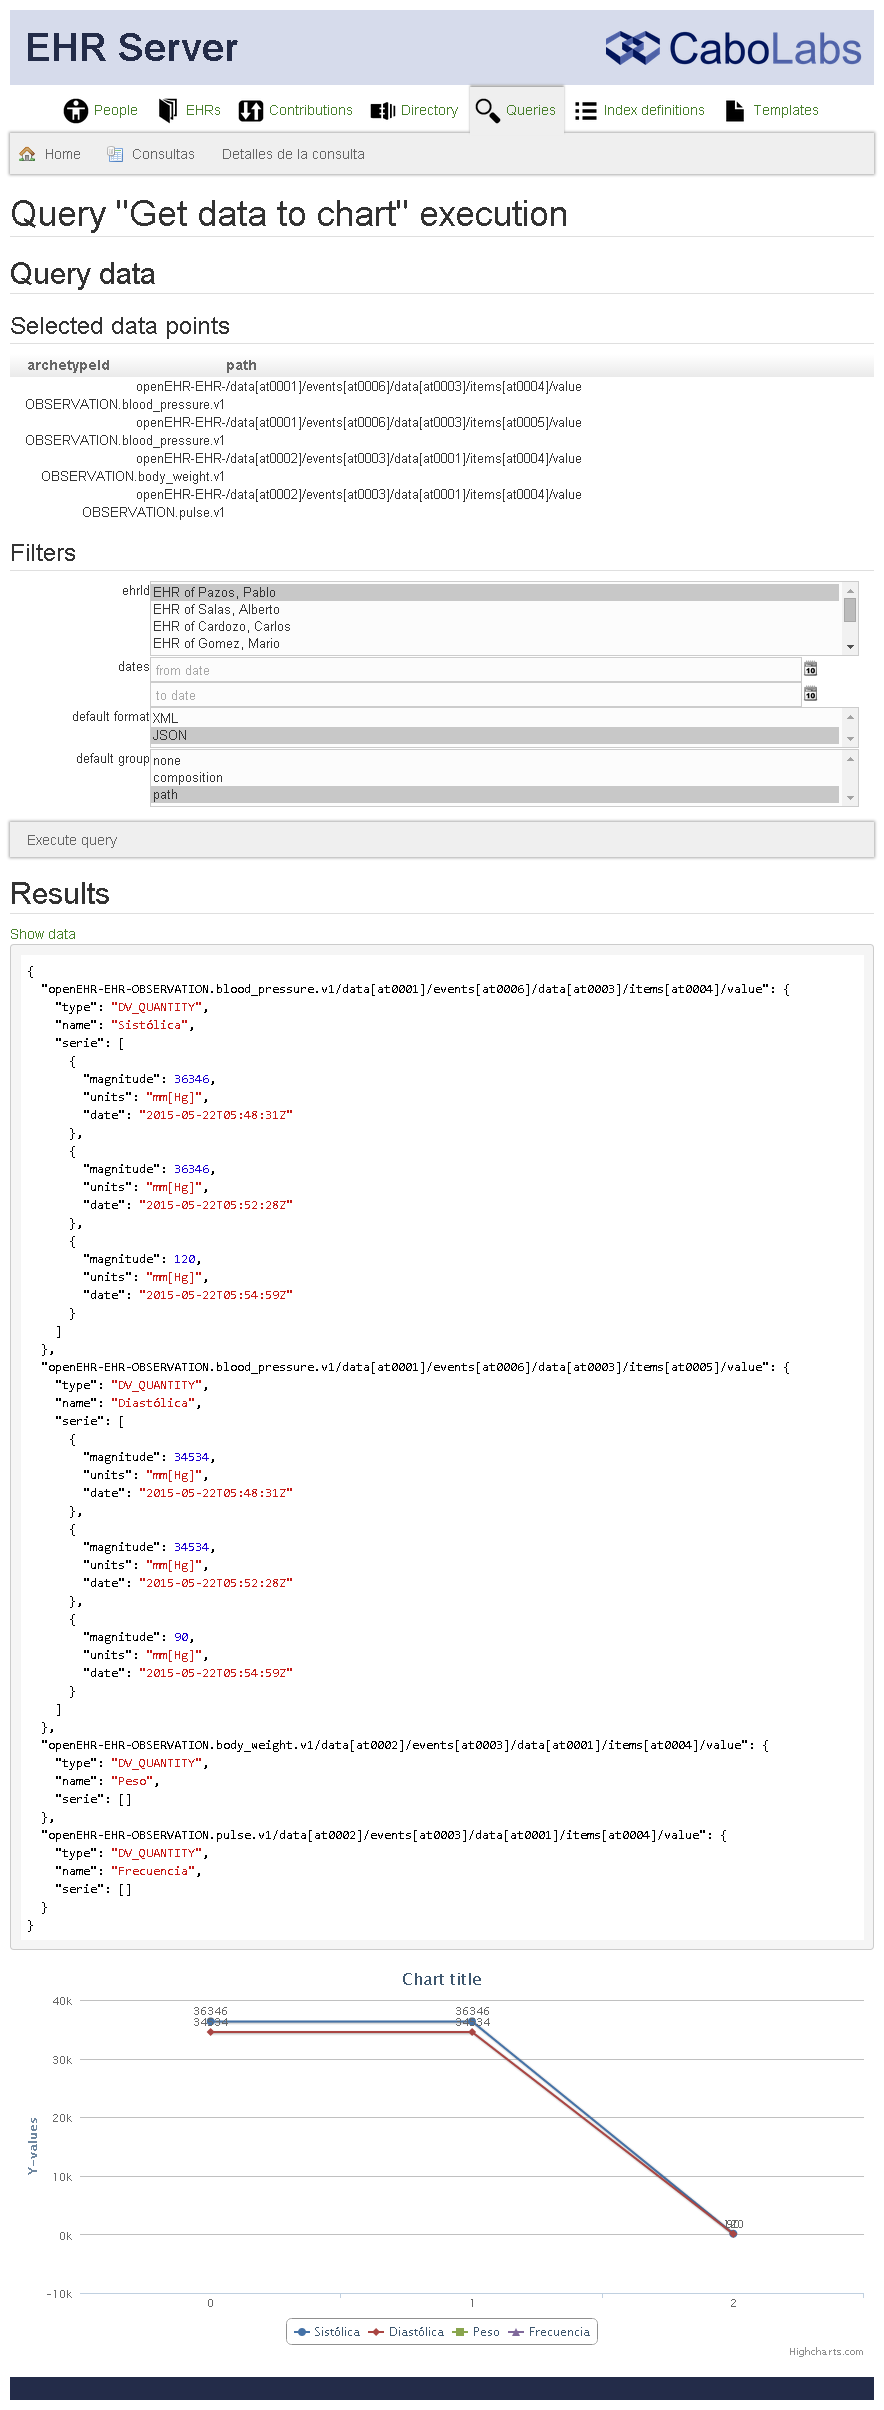 EHR Server
CaboLabs
People EHRs Contributions Directory Queries Index definitions Templates
Home Consultas Detalles de la consulta
Query "Get data to chart" execution
Query data
Selected data points
archetypeId path
openEHR-EHR-/data[at0001]/events[at0006]/data[at0003]/items[at0004]/value
OBSERVATION.blood_pressure.v1
openEHR-EHR-/data[at0001]/events[at0006]/data[at0003]/items[at0005]/value
OBSERVATION.blood_pressure.v1
openEHR-EHR-/data[at0002]/events[at0003]/data[at0001]/items[at0004]/value
OBSERVATION.body_weight.v1
openEHR-EHR-/data[at0002]/events[at0003]/data[at0001]/items[at0004]/value
OBSERVATION.pulse.v1
Filters
ehrId EHR of Pazos, Pablo
EHR of Salas, Alberto
EHR of Cardozo, Carlos
EHR of Gomez, Mario
dates from date 10
to date 10
default format XML
JSON
default group none
composition
path
Execute query
Results
Show data
{
"openEHR-EHR-OBSERVATION.blood_pressure.v1/data[at0001]/events[at0006]/data[at0003]/items[at0004]/value": {
"type": "DV_QUANTITY",
"name": "Sistólica",
"serie": [
{
"magnitude": 36346,
"units": "mm[Hg]",
"date": "2015-05-22T05:48:31Z"
},
{
"magnitude": 36346,
"units": "mm[Hg]",
"date": "2015-05-22T05:52:28Z"
},
{
"magnitude": 120,
"units": "mm[Hg]",
"date": "2015-05-22T05:54:59Z"
}
]
},
"openEHR-EHR-OBSERVATION.blood_pressure.v1/data[at0001]/events[at0006]/data[at0003]/items[at0005]/value": {
"type": "DV_QUANTITY",
"name": "Diastólica",
"serie": [
{
"magnitude": 34534,
"units": "mm[Hg]",
"date": "2015-05-22T05:48:31Z"
},
{
"magnitude": 34534,
"units": "mm[Hg]",
"date": "2015-05-22T05:52:28Z"
},
{
"magnitude": 90,
"units": "mm[Hg]",
"date": "2015-05-22T05:54:59Z"
}
]
},
"openEHR-EHR-OBSERVATION.body_weight.v1/data[at0002]/events[at0003]/data[at0001]/items[at0004]/value": {
"type": "DV_QUANTITY",
"name": "Peso",
"serie": []
},
"openEHR-EHR-OBSERVATION.pulse.v1/data[at0002]/events[at0003]/data[at0001]/items[at0004]/value": {
"type": "DV_QUANTITY",
"name": "Frecuencia",
"serie": []
}
}
Chart title
40k
36346 36346
34534 34534
30k
Y-values
20k
10k
0k
-10k
0 1 2
Sistólica Diastólica Peso Frecuencia
Highcharts.com